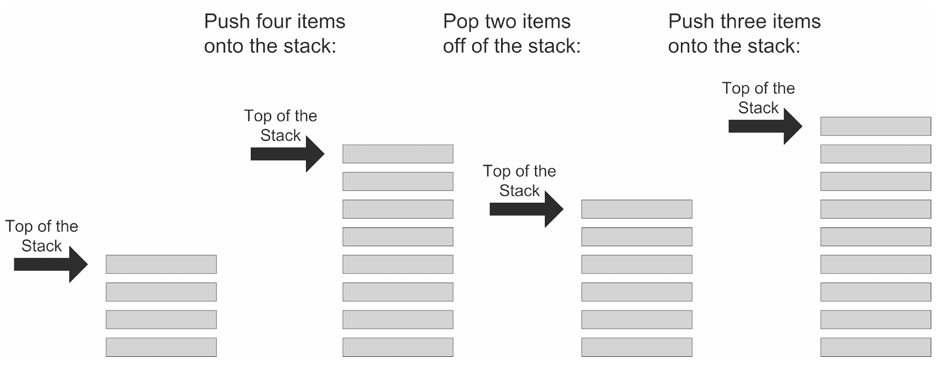 Push four items
onto the stack:
Pop two items
off of the stack:
Push three items
onto the stack:
Top of the
Stack
Top of the
Stack
Top of the
Stack
Top of the
Stack